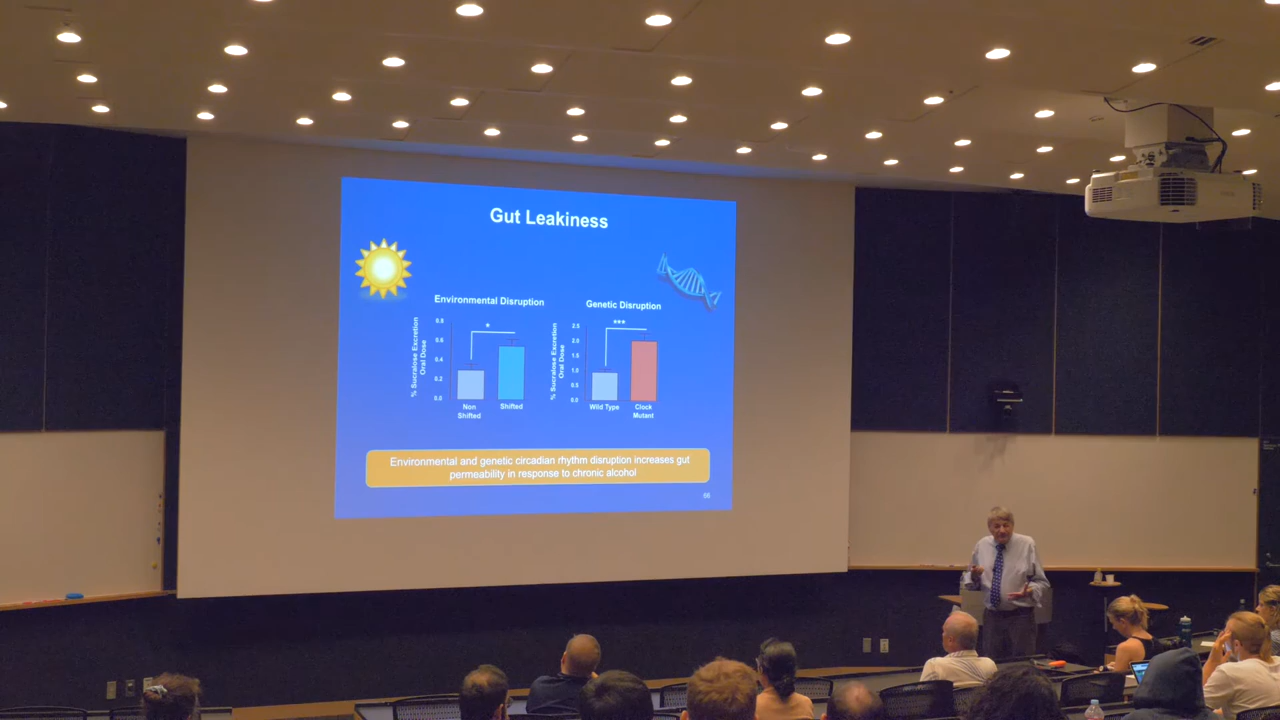 Gut Leakiness
Environmental Disruption
% Sucralose Excretion
Oral Dose
0.8
0.6
0.4
0.2
0.0
*
Non
Shifted
Shifted
Genetic Disruption
% Sucralose Excretion
Oral Dose
2.5
2.0
1.5
1.0
0.5
0.0
***
Wild Type
Clock
Mutant
Environmental and genetic circadian rhythm disruption increases gut
permeability in response to chronic alcohol